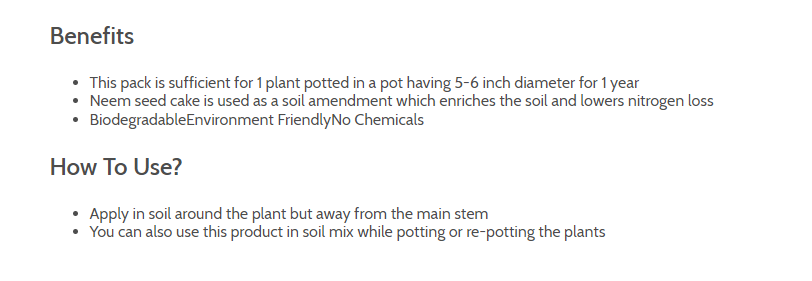 Benefits
• This pack is sufficient for 1 plant potted in a pot having 5-6 inch diameter for 1 year
• Neem seed cake is used as a soil amendment which enriches the soil and lowers nitrogen loss
• BiodegradableEnvironment FriendlyNo Chemicals
How To Use?
• Apply in soil around the plant but away from the main stem
• You can also use this product in soil mix while potting or re-potting the plants